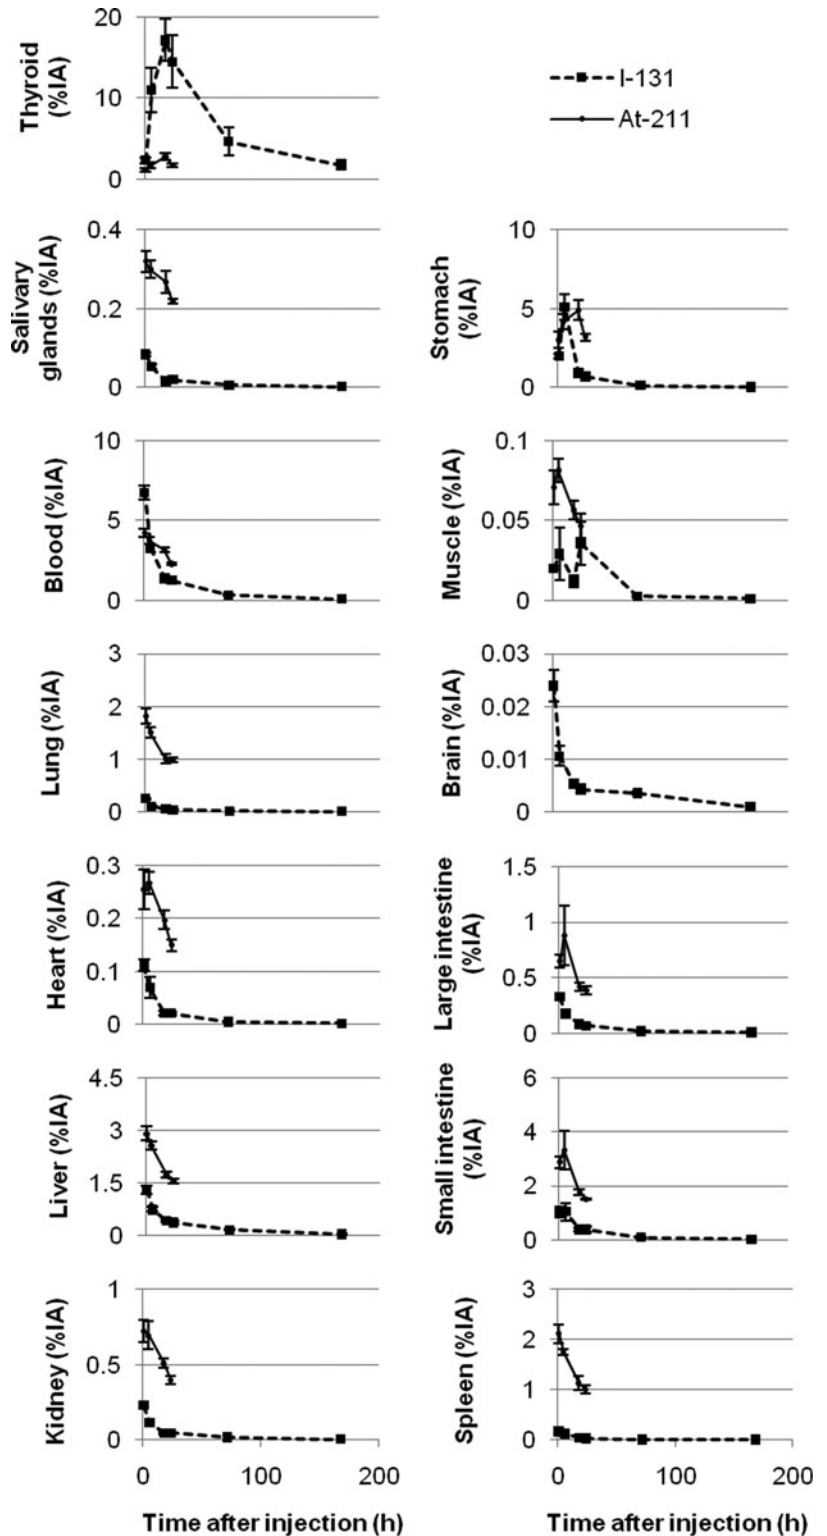 Thyroid
(%IA)
20
10
0
I-131
At-211
Salivary
glands (%IA)
0.4
0.2
0
Stomach
(%IA)
10
5
0
Blood (%IA)
10
5
0
Muscle (%IA)
0.1
0.05
0
Lung (%IA)
3
2
1
0
Brain (%IA)
0.03
0.02
0.01
0
Heart (%IA)
0.3
0.2
0.1
0
Large intestine
(%IA)
1.5
1
0.5
0
Liver (%IA)
4.5
3
1.5
0
Small intestine
(%IA)
6
4
2
0
Kidney (%IA)
1
0.5
0
0 100 200
Time after injection (h)
Spleen (%IA)
3
2
1
0
0 100 200
Time after injection (h)